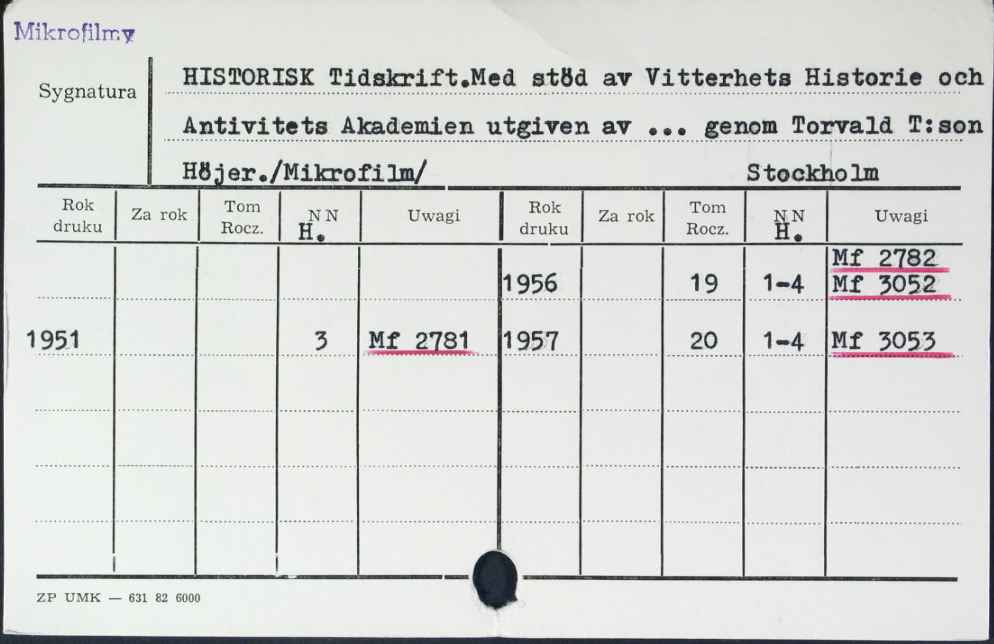 Mikrofilmy
Sygnatura
HISTORISK Tidskrift.Med stöd av Vitterhets Historie och
Antivitets Akademien utgiven av ... genom Torvald T:son
Höjer./Mikrofilm/ Stockholm
Rok druku Za rok Tom Rocz. NN H. Uwagi Rok druku Za rok Tom Rocz. NN H. Uwagi
Mf 2782
1956 19 1-4 Mf 3052
1951 3 Mf 2781 1957 20 1-4 Mf 3053
ZP UMK — 631 82 6000